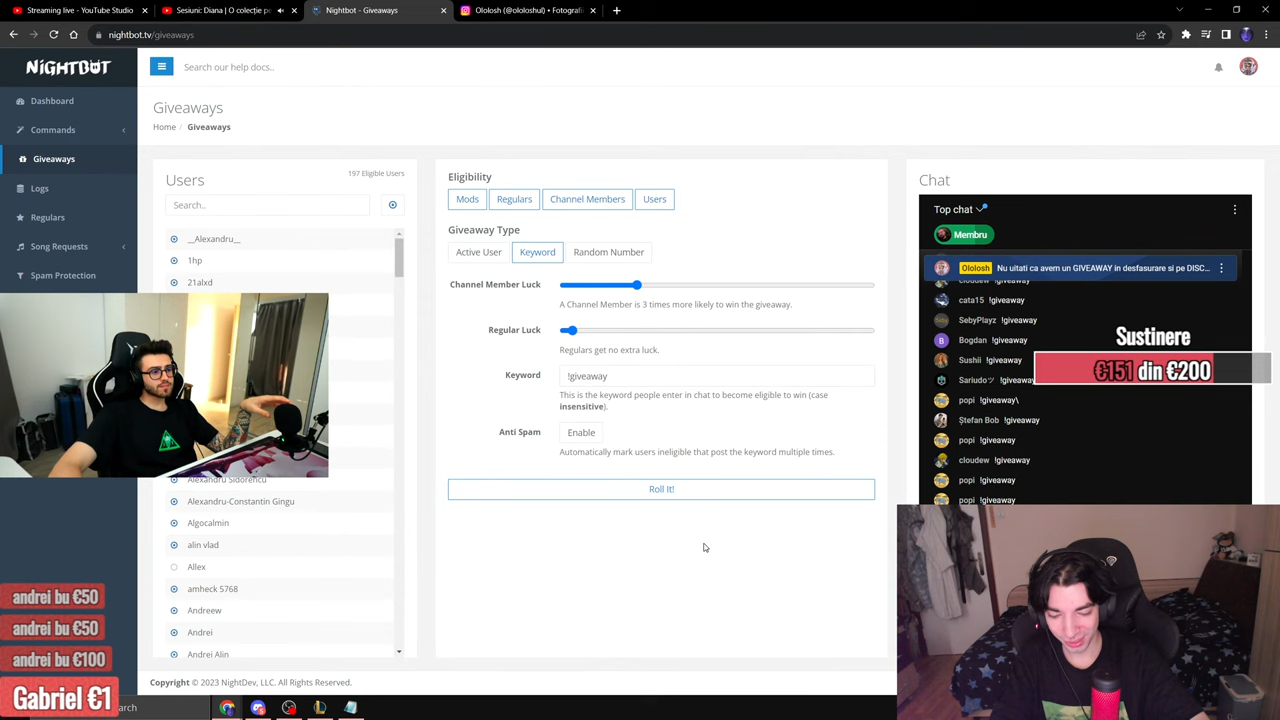 Streaming live - YouTube Studio
Sesiuni: Diana | O colecție p
Nightbot - Giveaways
Ololosh (@ololoshul) • Fotografi
nightbot.tv/giveaways
NIGHTBOT
Search our help docs..
Dashboard
Commands
Giveaways
Logs
Regulars
Song Requests
Spam Protection
Giveaways
Home / Giveaways
Users
197 Eligible Users
Search..
__Alexandru__
1hp
21alxd
Alexandru Sidorencu
Alexandru-Constantin Gingu
Algocalmin
alin vlad
Allex
amheck 5768
Andreew
Andrei
Andrei Alin
Eligibility
Mods
Regulars
Channel Members
Users
Giveaway Type
Active User
Keyword
Random Number
Channel Member Luck
A Channel Member is 3 times more likely to win the giveaway.
Regular Luck
Regulars get no extra luck.
Keyword
!giveaway
This is the keyword people enter in chat to become eligible to win (case
insensitive).
Anti Spam
Enable
Automatically mark users ineligible that post the keyword multiple times.
Roll It!
Chat
Top chat
Membru
Ololosh Nu uitati ca avem un GIVEAWAY in desfasurare si pe DISC...
cloudew !giveaway
cata15 !giveaway
SebyPlayz !giveaway
Bogdan !giveaway
Sushii !giveaway
Sariudoツ !giveaway
popi !giveaway\
Ștefan Bob !giveaway
popi !giveaway
cloudew !giveaway
popi !giveaway
popi !giveaway
Sustinere
€151 din €200
andrei bu €50
andrei bu €50
andrei bu €100
Gabriel €1
Copyright © 2023 NightDev, LLC. All Rights Reserved.
rch